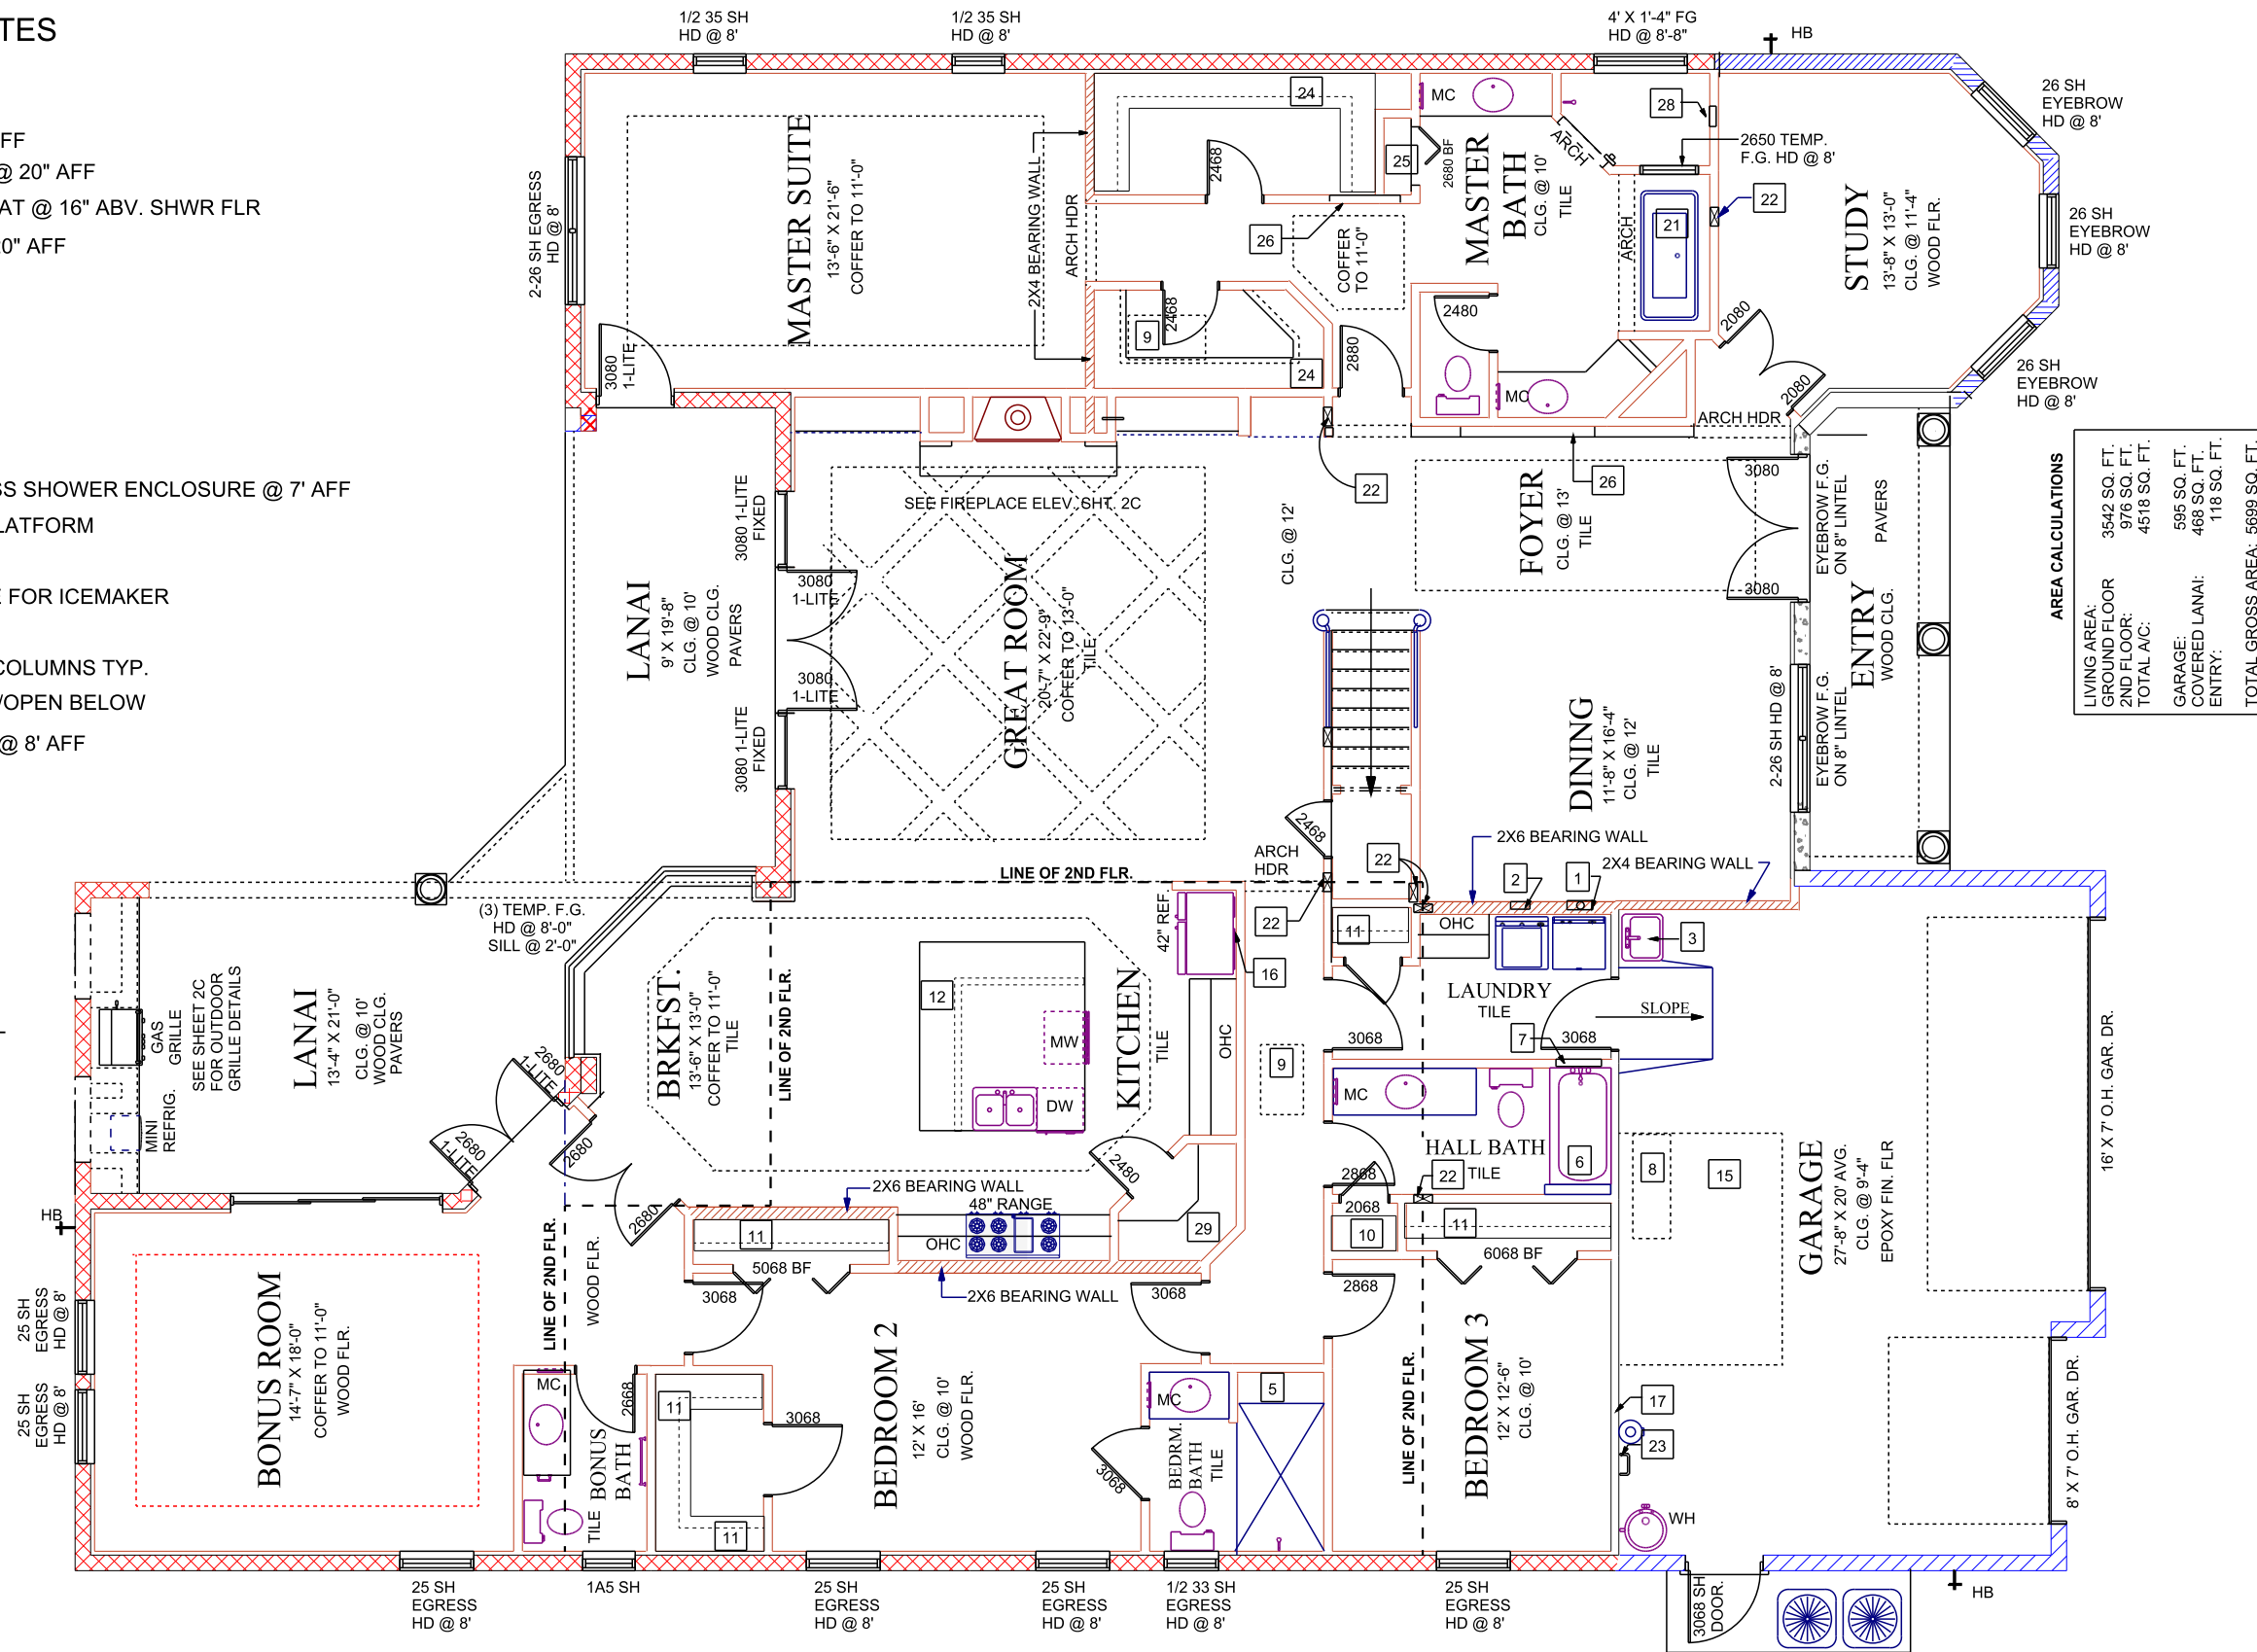 TES
FF
@ 20" AFF
AT @ 16" ABV. SHWR FLR
20" AFF
SS SHOWER ENCLOSURE @ 7' AFF
LATFORM
E FOR ICEMAKER
COLUMNS TYP.
/OPEN BELOW
@ 8' AFF
1/2 35 SH
HD @ 8'
1/2 35 SH
HD @ 8'
4' X 1'-4" FG
HD @ 8'-8"
HB
26 SH
EYEBROW
HD @ 8'
26 SH
EYEBROW
HD @ 8'
26 SH
EYEBROW
HD @ 8'
2-26 SH EGRESS
HD @ 8'
MASTER SUITE
13'-6" X 21'-6"
COFFER TO 11'-0"
3080
1-LITE
2X4 BEARING WALL
ARCH HDR
24
2468
25
2680 BF
26
COFFER
TO 11'-0"
9
2468
24
2880
MC
MASTER
BATH
CLG. @ 10'
TILE
ARCH
28
2650 TEMP.
F.G. HD @ 8'
22
21
ARCH
2480
MC
STUDY
13'-8" X 13'-0"
CLG. @ 11'-4"
WOOD FLR.
2080
2080
ARCH HDR
22
26
SEE FIREPLACE ELEV. SHT. 2C
LANAI
9' X 19'-8"
CLG. @ 10'
WOOD CLG.
PAVERS
3080 1-LITE
FIXED
3080
1-LITE
3080
1-LITE
3080 1-LITE
FIXED
GREAT ROOM
20'-7" X 22'-9"
COFFER TO 13'-0"
TILE
CLG. @ 12'
FOYER
CLG. @ 13'
TILE
3080
3080
EYEBROW F.G.
ON 8" LINTEL
PAVERS
ENTRY
WOOD CLG.
EYEBROW F.G.
ON 8" LINTEL
2-26 SH HD @ 8'
DINING
11'-8" X 16'-4"
CLG. @ 12'
TILE
AREA CALCULATIONS
LIVING AREA:
GROUND FLOOR 3542 SQ. FT.
2ND FLOOR: 976 SQ. FT.
TOTAL A/C: 4518 SQ. FT.
GARAGE: 595 SQ. FT.
COVERED LANAI: 468 SQ. FT.
ENTRY: 118 SQ. FT.
TOTAL GROSS AREA: 5699 SQ. FT.
2468
ARCH
HDR
22
2X6 BEARING WALL
2X4 BEARING WALL
LINE OF 2ND FLR.
2
1
3
22
11
OHC
(3) TEMP. F.G.
HD @ 8'-0"
SILL @ 2'-0"
42" REF.
16
GAS
GRILLE
SEE SHEET 2C
FOR OUTDOOR
GRILLE DETAILS
MINI
REFRIG.
LANAI
13'-4" X 21'-0"
CLG. @ 10'
WOOD CLG.
PAVERS
2680
1-LITE
2680
1-LITE
2680
2680
BRKFST.
13'-6" X 13'-0"
COFFER TO 11'-0"
TILE
LINE OF 2ND FLR.
12
MW
DW
KITCHEN
TILE
OHC
9
LAUNDRY
TILE
3068
7
3068
SLOPE
MC
HALL BATH
TILE
6
2868
22
2480
29
2X6 BEARING WALL
48" RANGE
OHC
11
5068 BF
2X6 BEARING WALL
3068
3068
2068
10
11
6068 BF
2868
8
15
GARAGE
27'-8" X 20' AVG.
CLG. @ 9'-4"
EPOXY FIN. FLR
16' X 7' O.H. GAR. DR.
8' X 7' O.H. GAR. DR.
HB
25 SH
EGRESS
HD @ 8'
25 SH
EGRESS
HD @ 8'
BONUS ROOM
14'-7" X 18'-0"
COFFER TO 11'-0"
WOOD FLR.
LINE OF 2ND FLR.
WOOD FLR.
MC
2668
BONUS
BATH
TILE
11
11
3068
BEDROOM 2
12' X 16'
CLG. @ 10'
WOOD FLR.
3068
MC
BEDRM.
BATH
TILE
5
LINE OF 2ND FLR.
BEDROOM 3
12' X 12'-6"
CLG. @ 10'
17
23
WH
25 SH
EGRESS
HD @ 8'
1A5 SH
25 SH
EGRESS
HD @ 8'
25 SH
EGRESS
HD @ 8'
1/2 33 SH
EGRESS
HD @ 8'
25 SH
EGRESS
HD @ 8'
3068 SH
DOOR.
HB